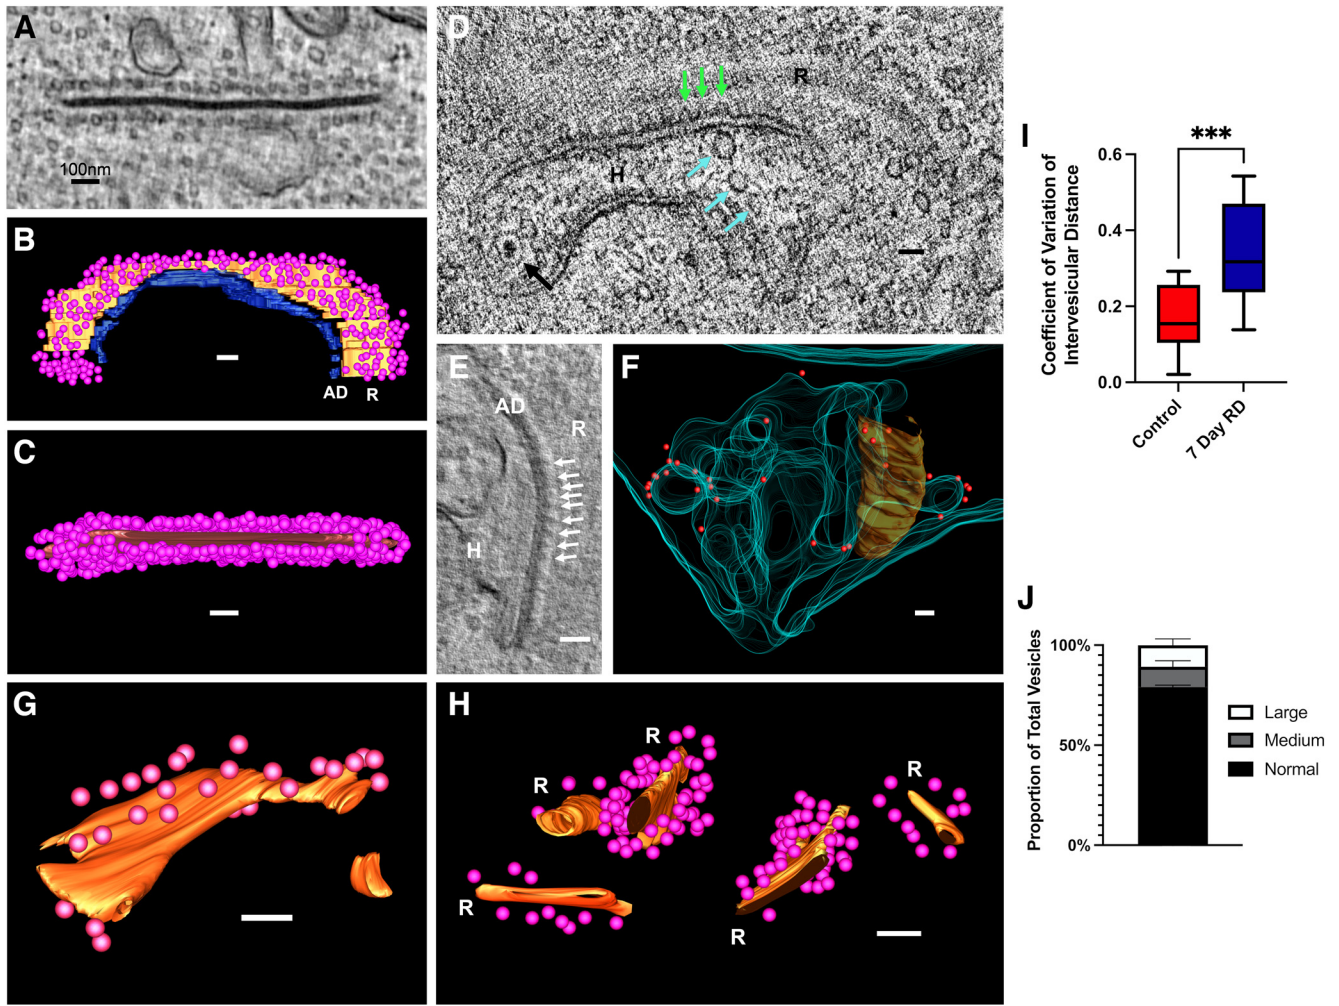 A
100nm
B
AD R
C
D
R
H
E
AD
R
H
F
G
H
R
R
R
R
R
I
***
Coefficient of Variation of
Intervesicular Distance
0.6
0.4
0.2
0.0
Control
7 Day RD
J
Proportion of Total Vesicles
100%
50%
0%
Large
Medium
Normal